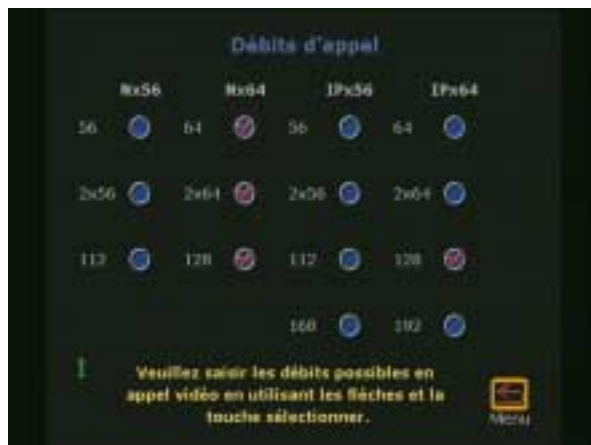 Débits d'appel
Nx56 Nx64 IPx56 IPx64
56 64 56 64
2x56 2x64 2x56 2x64
112 128 112 128
168 192
Veuillez saisir les débits possibles en
appel vidéo en utilisant les flèches et la
touche sélectionner.
Menu